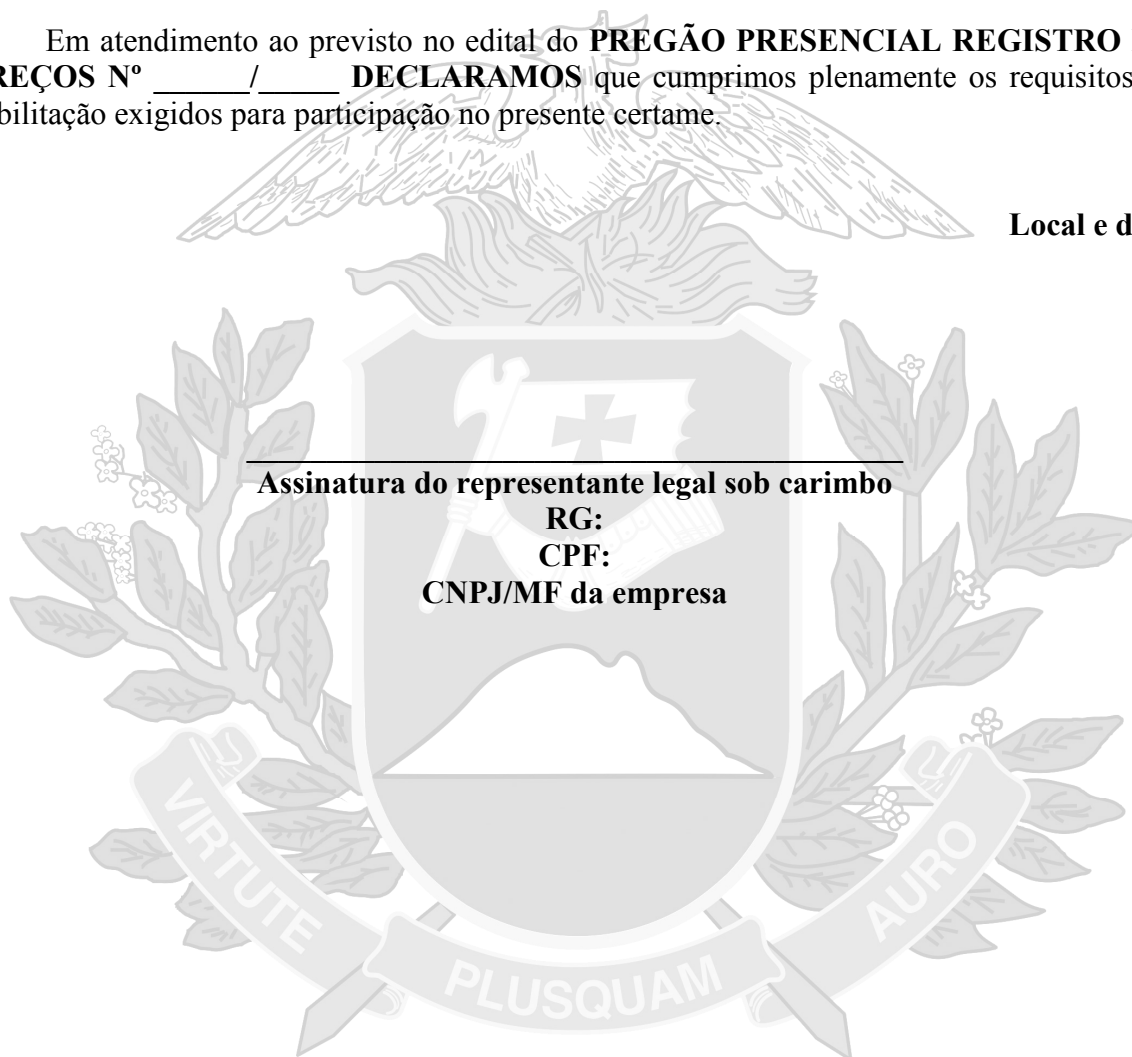 Em atendimento ao previsto no edital do PREGÃO PRESENCIAL REGISTRO
REÇOS Nº ______/_____ DECLARAMOS que cumprimos plenamente os requisitos
bilitação exigidos para participação no presente certame.
Local e d
Assinatura do representante legal sob carimbo
RG:
CPF:
CNPJ/MF da empresa
VIRTUTE
PLUSQUAM
AURO